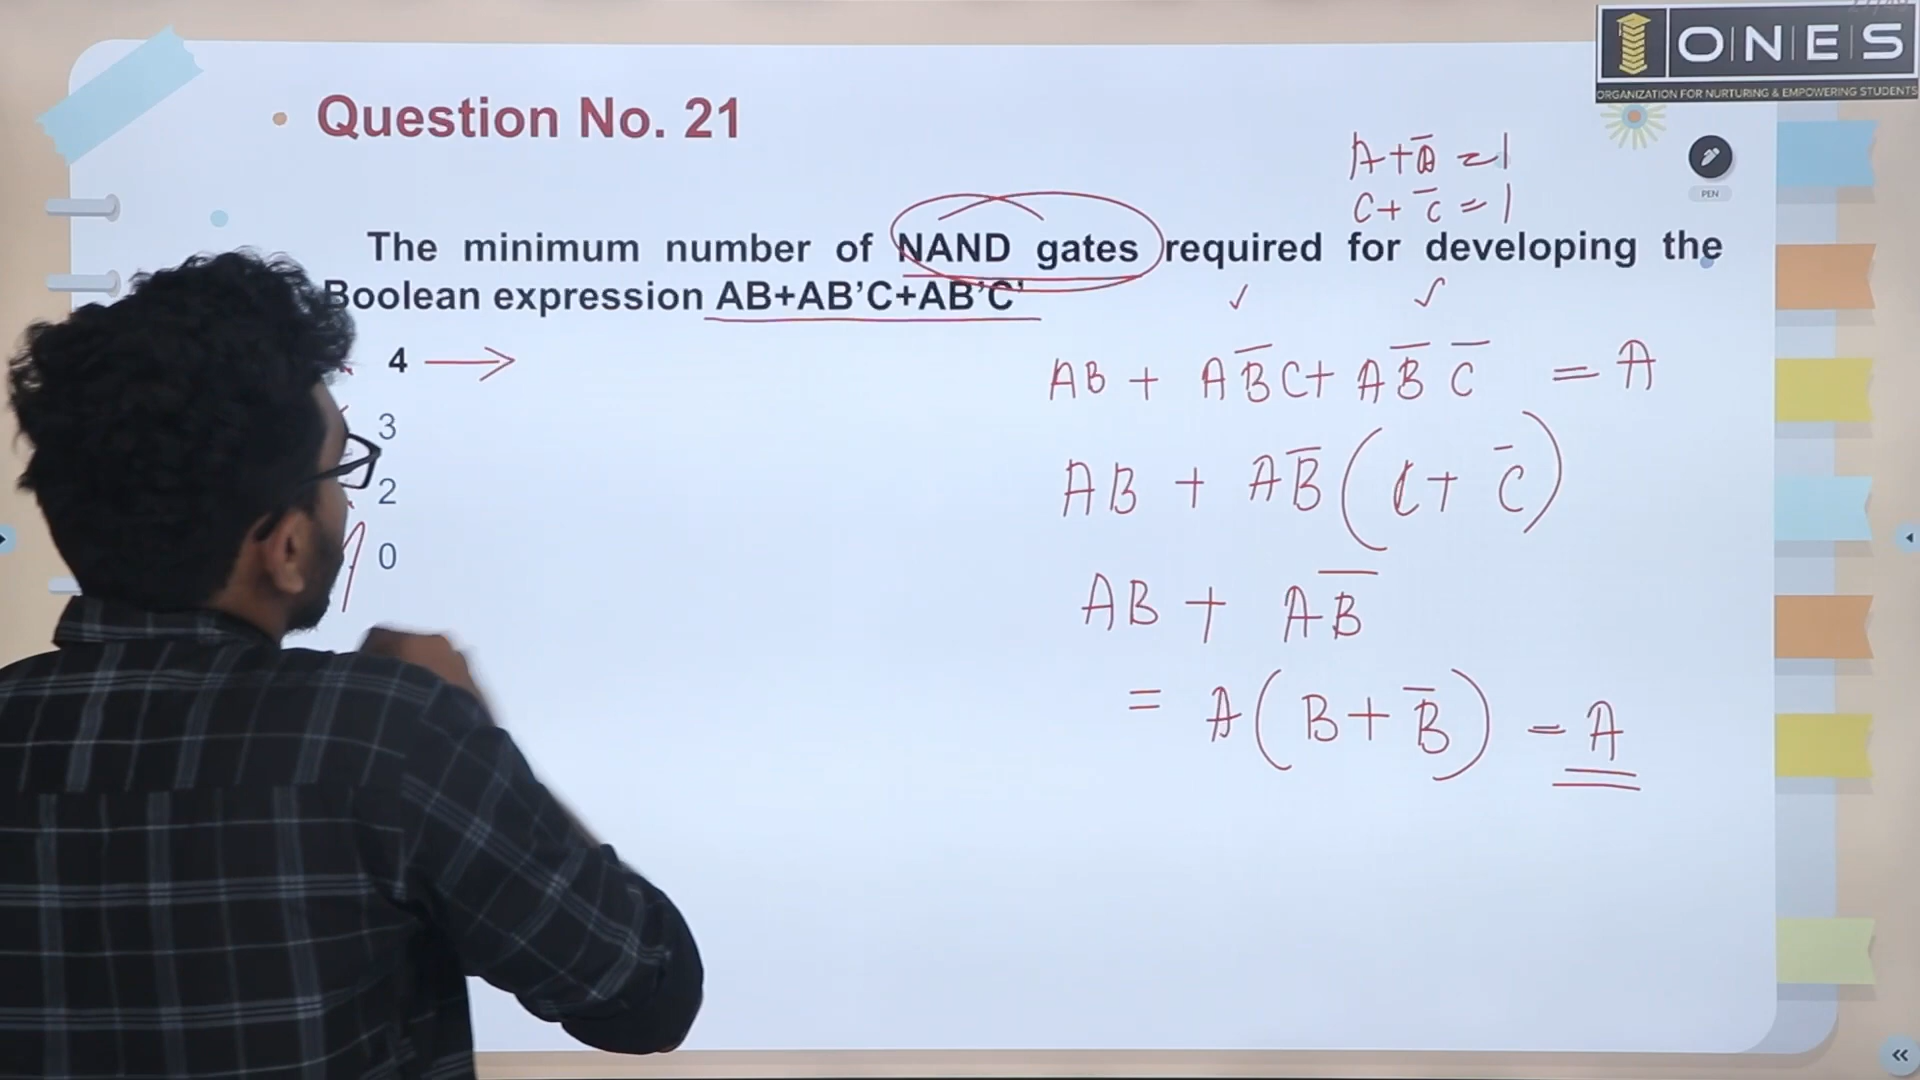 ONES
ORGANIZATION FOR NURTURING & EMPOWERING STUDENTS
• Question No. 21
PEN
A+A̅ =1
C+C̅=1
The minimum number of NAND gates required for developing the
Boolean expression AB+AB’C+AB’C’
4 →
3
2
0
AB + AB̅C+ AB̅ C̅ = A
AB + AB̅(C+ C̅)
AB + AB̅
= A(B+B̅) = A